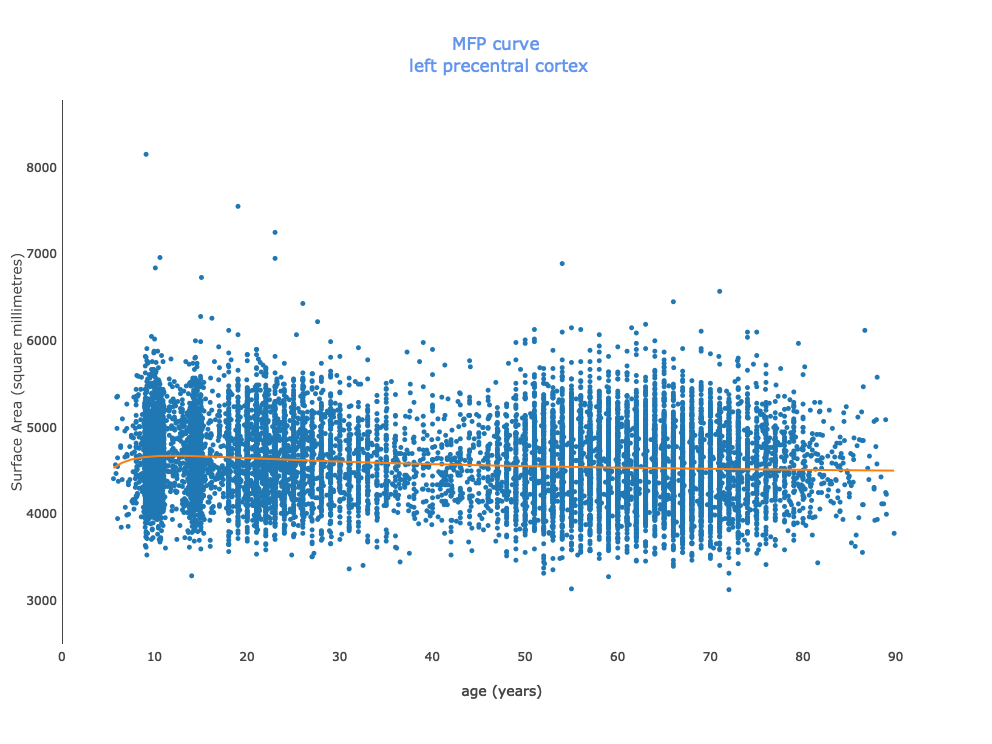 MFP curve
left precentral cortex
Surface Area (square millimetres)
8000
7000
6000
5000
4000
3000
0 10 20 30 40 50 60 70 80 90
age (years)